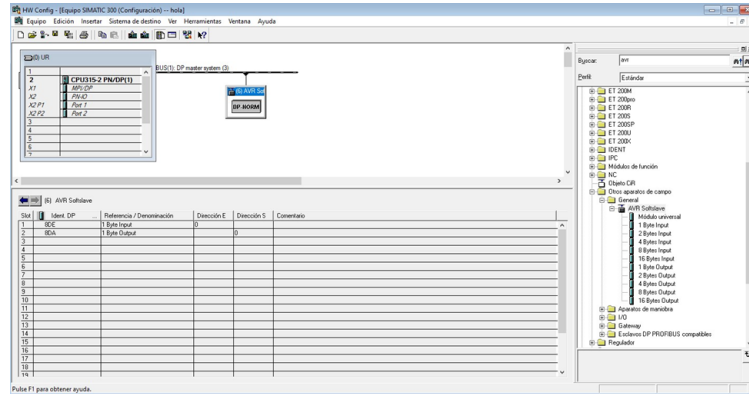 HW Config - [Equipo SIMATIC 300 (Configuración) -- hola]
Equipo Edición Insertar Sistema de destino Ver Herramientas Ventana Ayuda
(0) UR
1
2 CPU315-2 PN/DP(1)
X1 MPI/DP
X2 PN-IO
X2 P1 Port 1
X2 P2 Port 2
3
4
5
6
7
BUS(1): DP master system (3)
(6) AVR Sof
DP-NORM
Buscar: avr
Perfil: Estándar
ET 200M
ET 200pro
ET 200R
ET 200S
ET 200SP
ET 200U
ET 200X
IDENT
IPC
Módulos de función
NC
Objeto CiR
Otros aparatos de campo
General
AVR Softslave
Módulo universal
1 Byte Input
2 Bytes Input
4 Bytes Input
8 Bytes Input
16 Bytes Input
1 Byte Output
2 Bytes Output
4 Bytes Output
8 Bytes Output
16 Bytes Output
Aparatos de maniobra
I/O
Gateway
Esclavos DP PROFIBUS compatibles
Regulador
(6) AVR Softslave
Slot Ident. DP ... Referencia / Denominación Dirección E Dirección S Comentario
1 8DE 1 Byte Input 0
2 8DA 1 Byte Output 0
3
4
5
6
7
8
9
10
11
12
13
14
15
16
17
18
19
Pulse F1 para obtener ayuda.